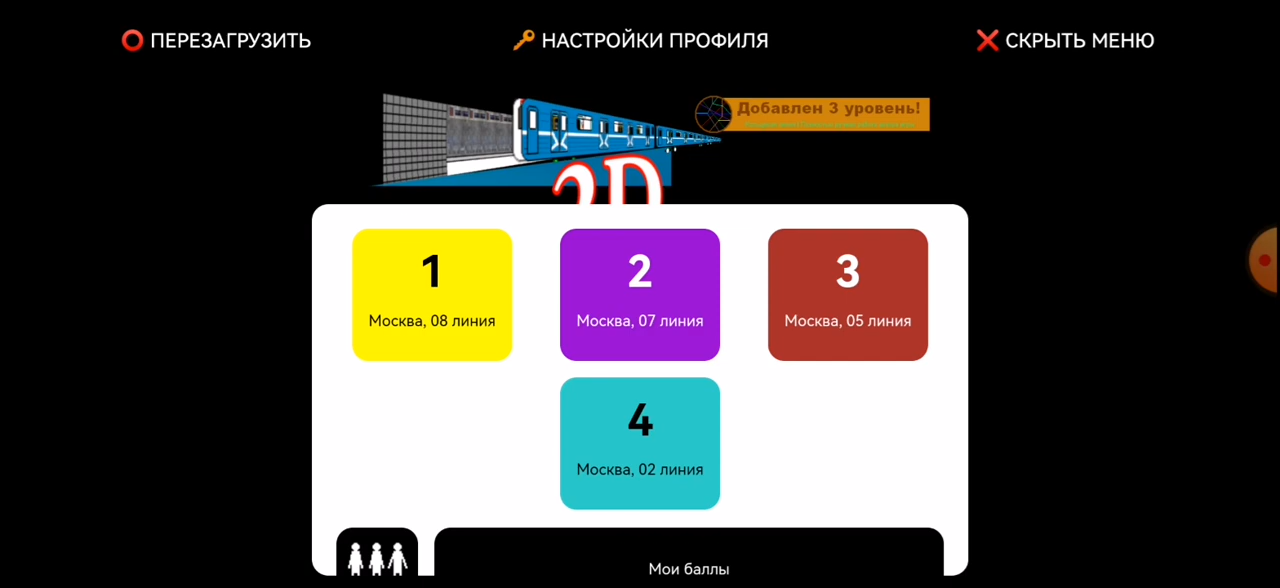 ПЕРЕЗАГРУЗИТЬ
НАСТРОЙКИ ПРОФИЛЯ
СКРЫТЬ МЕНЮ
Добавлен 3 уровень!
2D
1
Москва, 08 линия
2
Москва, 07 линия
3
Москва, 05 линия
4
Москва, 02 линия
Мои баллы